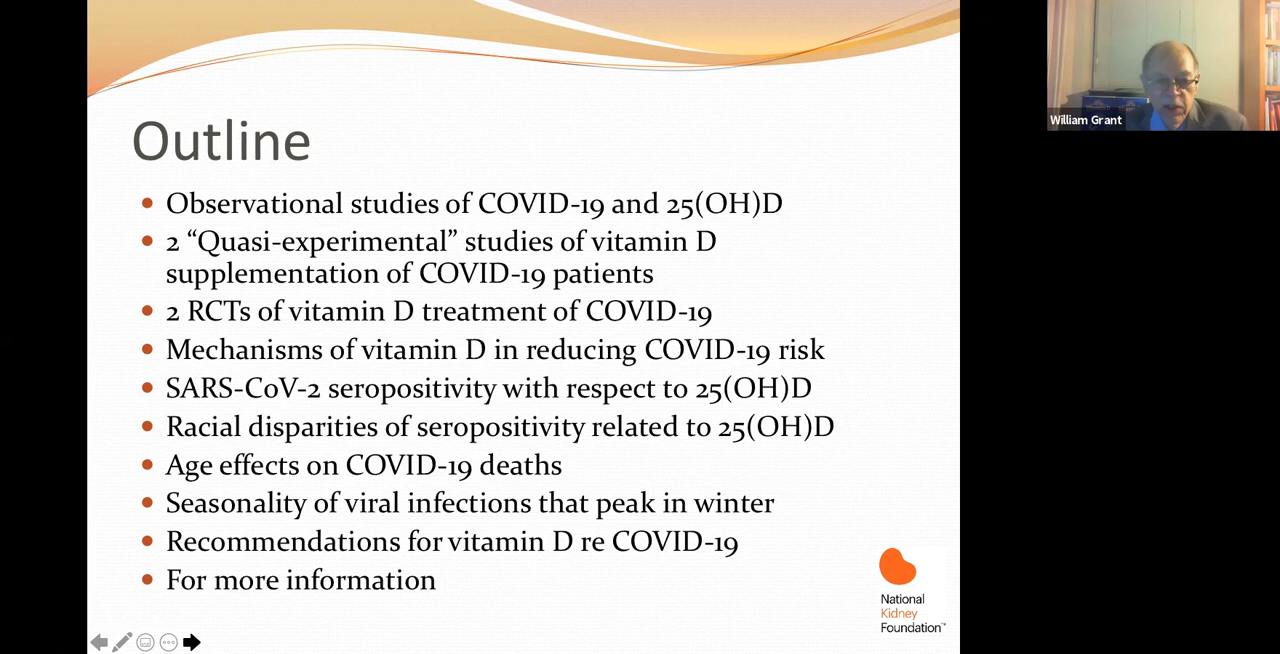 Outline
• Observational studies of COVID-19 and 25(OH)D
• 2 “Quasi-experimental” studies of vitamin D
supplementation of COVID-19 patients
• 2 RCTs of vitamin D treatment of COVID-19
• Mechanisms of vitamin D in reducing COVID-19 risk
• SARS-CoV-2 seropositivity with respect to 25(OH)D
• Racial disparities of seropositivity related to 25(OH)D
• Age effects on COVID-19 deaths
• Seasonality of viral infections that peak in winter
• Recommendations for vitamin D re COVID-19
• For more information
National
Kidney
Foundation™
William Grant